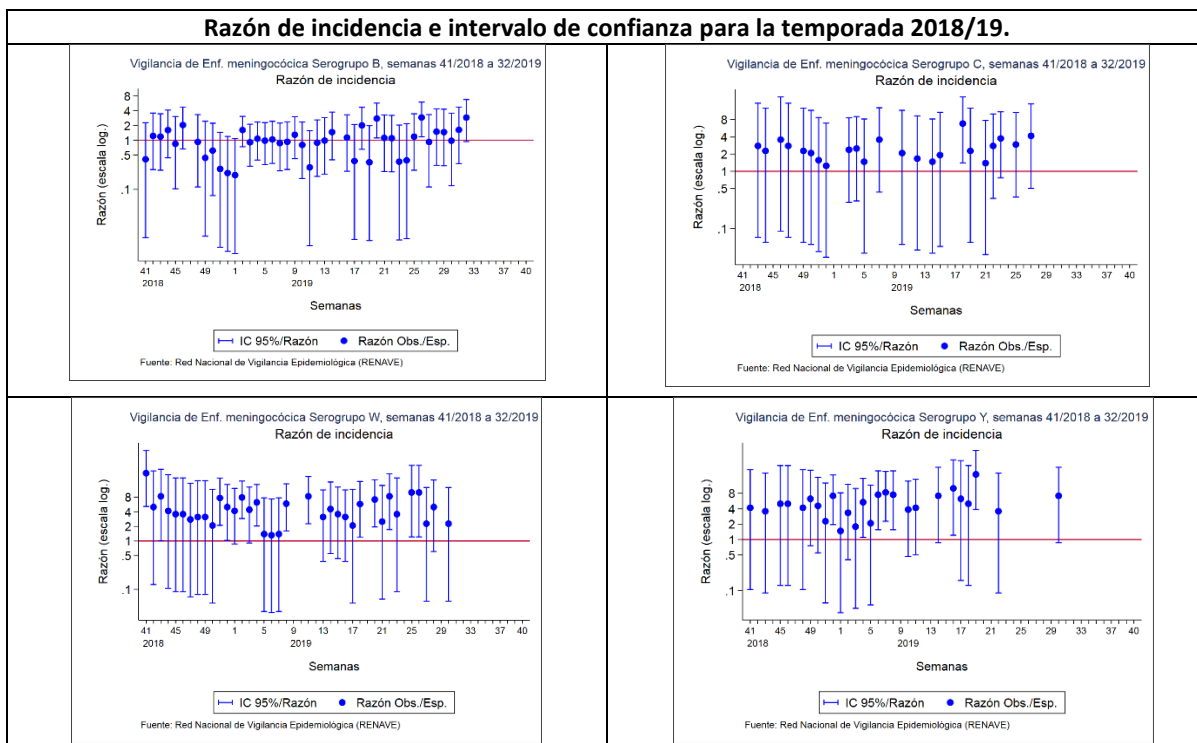 Razón de incidencia e intervalo de confianza para la temporada 2018/19.
Vigilancia de Enf. meningocócica Serogrupo B, semanas 41/2018 a 32/2019
Razón de incidencia
Razón (escala log.)
8
4
2
1
.5
.1
41 45 49 1 5 9 13 17 21 25 29 33 37 40
2018 2019
Semanas
IC 95%/Razón Razón Obs./Esp.
Fuente: Red Nacional de Vigilancia Epidemiológica (RENAVE)
Vigilancia de Enf. meningocócica Serogrupo C, semanas 41/2018 a 32/2019
Razón de incidencia
Razón (escala log.)
8
4
2
1
.5
.1
41 45 49 1 5 9 13 17 21 25 29 33 37 40
2018 2019
Semanas
IC 95%/Razón Razón Obs./Esp.
Fuente: Red Nacional de Vigilancia Epidemiológica (RENAVE)
Vigilancia de Enf. meningocócica Serogrupo W, semanas 41/2018 a 32/2019
Razón de incidencia
Razón (escala log.)
8
4
2
1
.5
.1
41 45 49 1 5 9 13 17 21 25 29 33 37 40
2018 2019
Semanas
IC 95%/Razón Razón Obs./Esp.
Fuente: Red Nacional de Vigilancia Epidemiológica (RENAVE)
Vigilancia de Enf. meningocócica Serogrupo Y, semanas 41/2018 a 32/2019
Razón de incidencia
Razón (escala log.)
8
4
2
1
.5
.1
41 45 49 1 5 9 13 17 21 25 29 33 37 40
2018 2019
Semanas
IC 95%/Razón Razón Obs./Esp.
Fuente: Red Nacional de Vigilancia Epidemiológica (RENAVE)